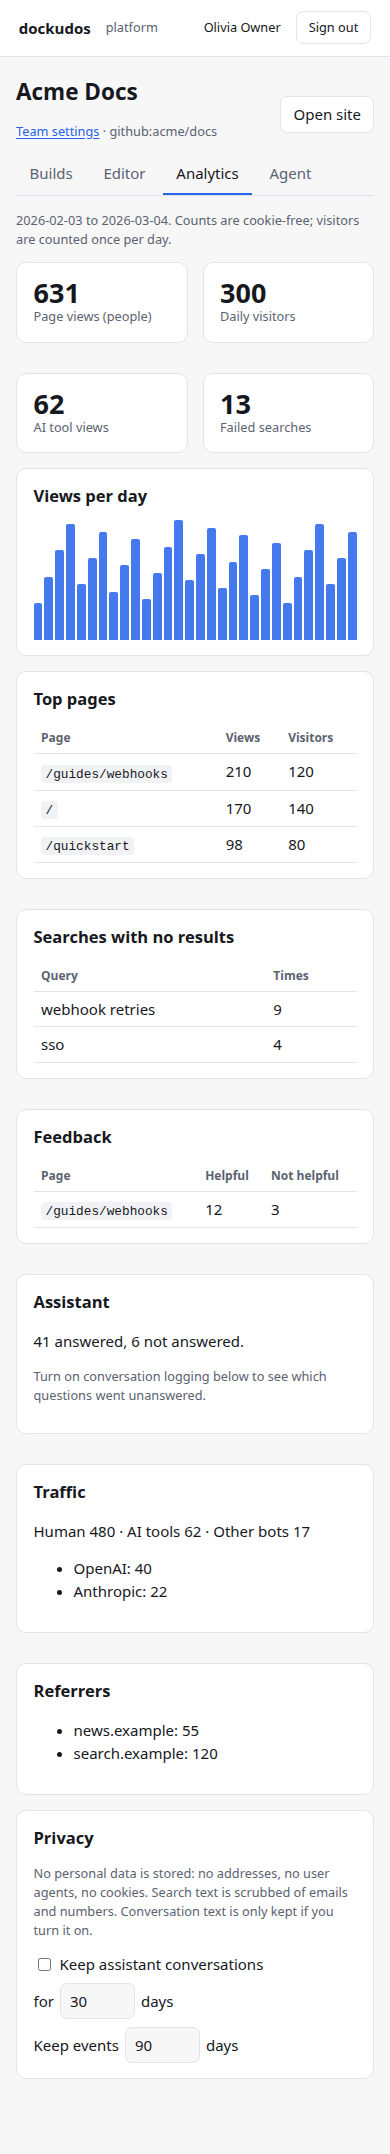 dockudos platform Olivia Owner Sign out
Acme Docs
Open site
Team settings · github:acme/docs
Builds Editor Analytics Agent
2026-02-03 to 2026-03-04. Counts are cookie-free; visitors
are counted once per day.
631 300
Page views (people) Daily visitors
62 13
AI tool views Failed searches
Views per day
Top pages
Page Views Visitors
/guides/webhooks 210 120
/ 170 140
/quickstart 98 80
Searches with no results
Query Times
webhook retries 9
sso 4
Feedback
Page Helpful Not helpful
/guides/webhooks 12 3
Assistant
41 answered, 6 not answered.
Turn on conversation logging below to see which
questions went unanswered.
Traffic
Human 480 · AI tools 62 · Other bots 17
• OpenAI: 40
• Anthropic: 22
Referrers
• news.example: 55
• search.example: 120
Privacy
No personal data is stored: no addresses, no user
agents, no cookies. Search text is scrubbed of emails
and numbers. Conversation text is only kept if you
turn it on.
Keep assistant conversations
for 30 days
Keep events 90 days